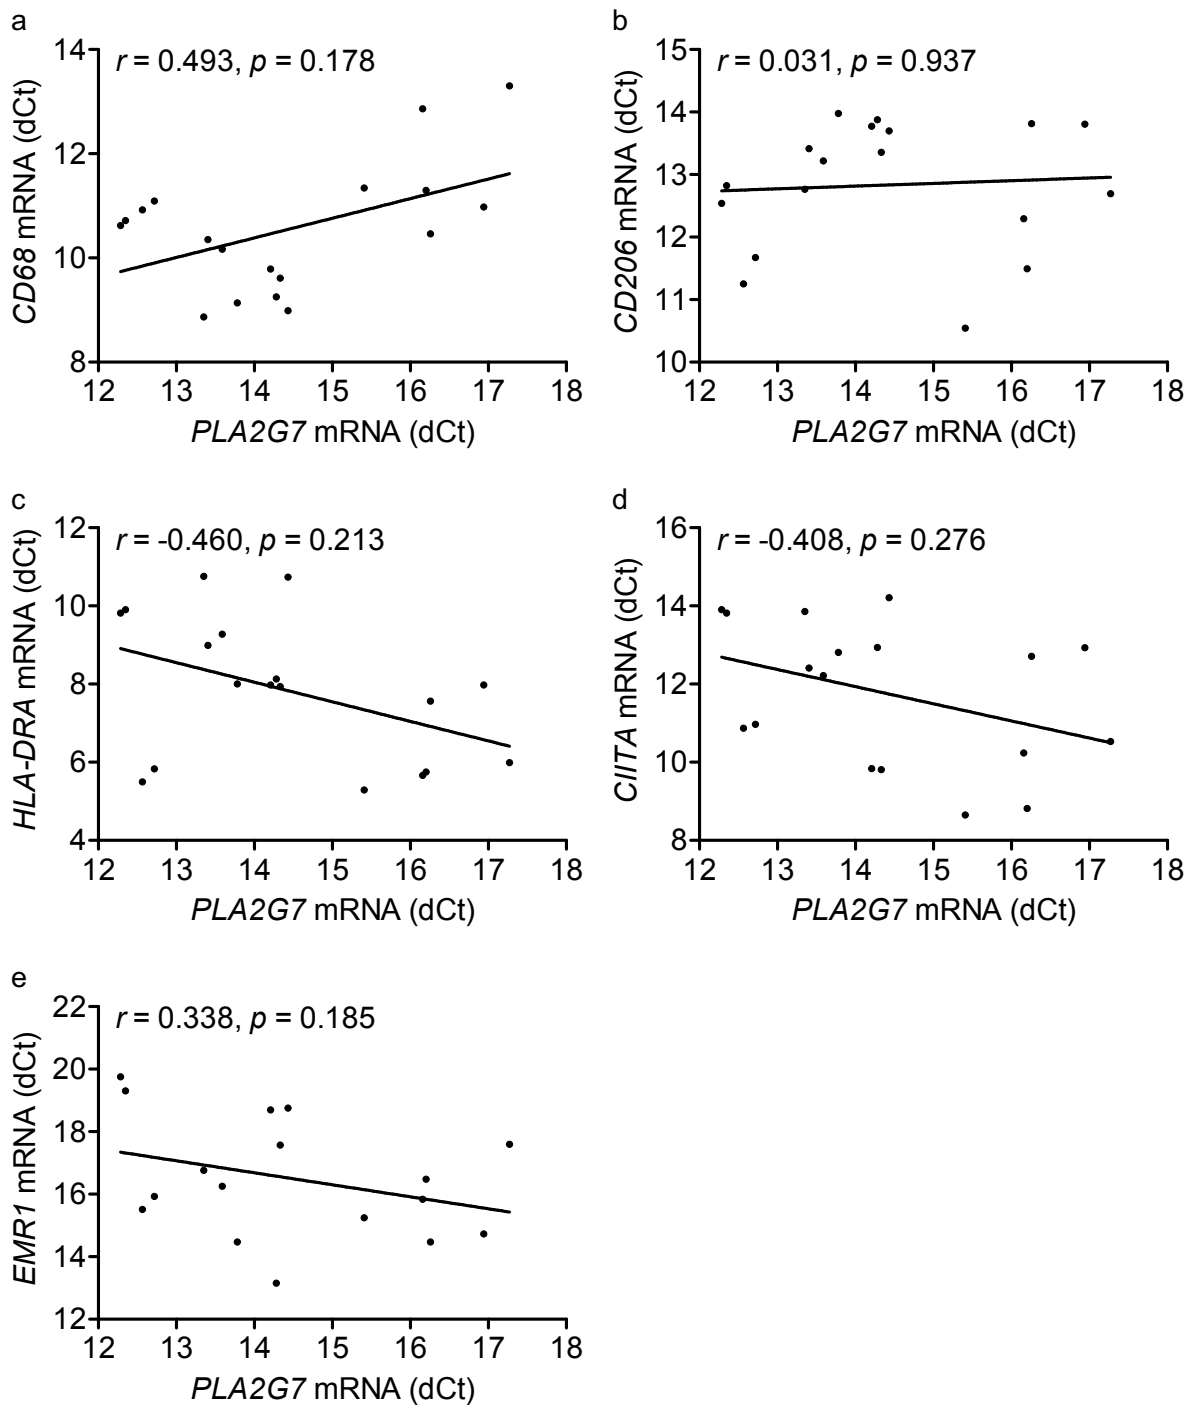 a
r = 0.493, p = 0.178
CD68 mRNA (dCt)
14
12
10
8
12 13 14 15 16 17 18
PLA2G7 mRNA (dCt)
b
r = 0.031, p = 0.937
CD206 mRNA (dCt)
15
14
13
12
11
10
12 13 14 15 16 17 18
PLA2G7 mRNA (dCt)
c
r = -0.460, p = 0.213
HLA-DRA mRNA (dCt)
12
10
8
6
4
12 13 14 15 16 17 18
PLA2G7 mRNA (dCt)
d
r = -0.408, p = 0.276
CIITA mRNA (dCt)
16
14
12
10
8
12 13 14 15 16 17 18
PLA2G7 mRNA (dCt)
e
r = 0.338, p = 0.185
EMR1 mRNA (dCt)
22
20
18
16
14
12
12 13 14 15 16 17 18
PLA2G7 mRNA (dCt)